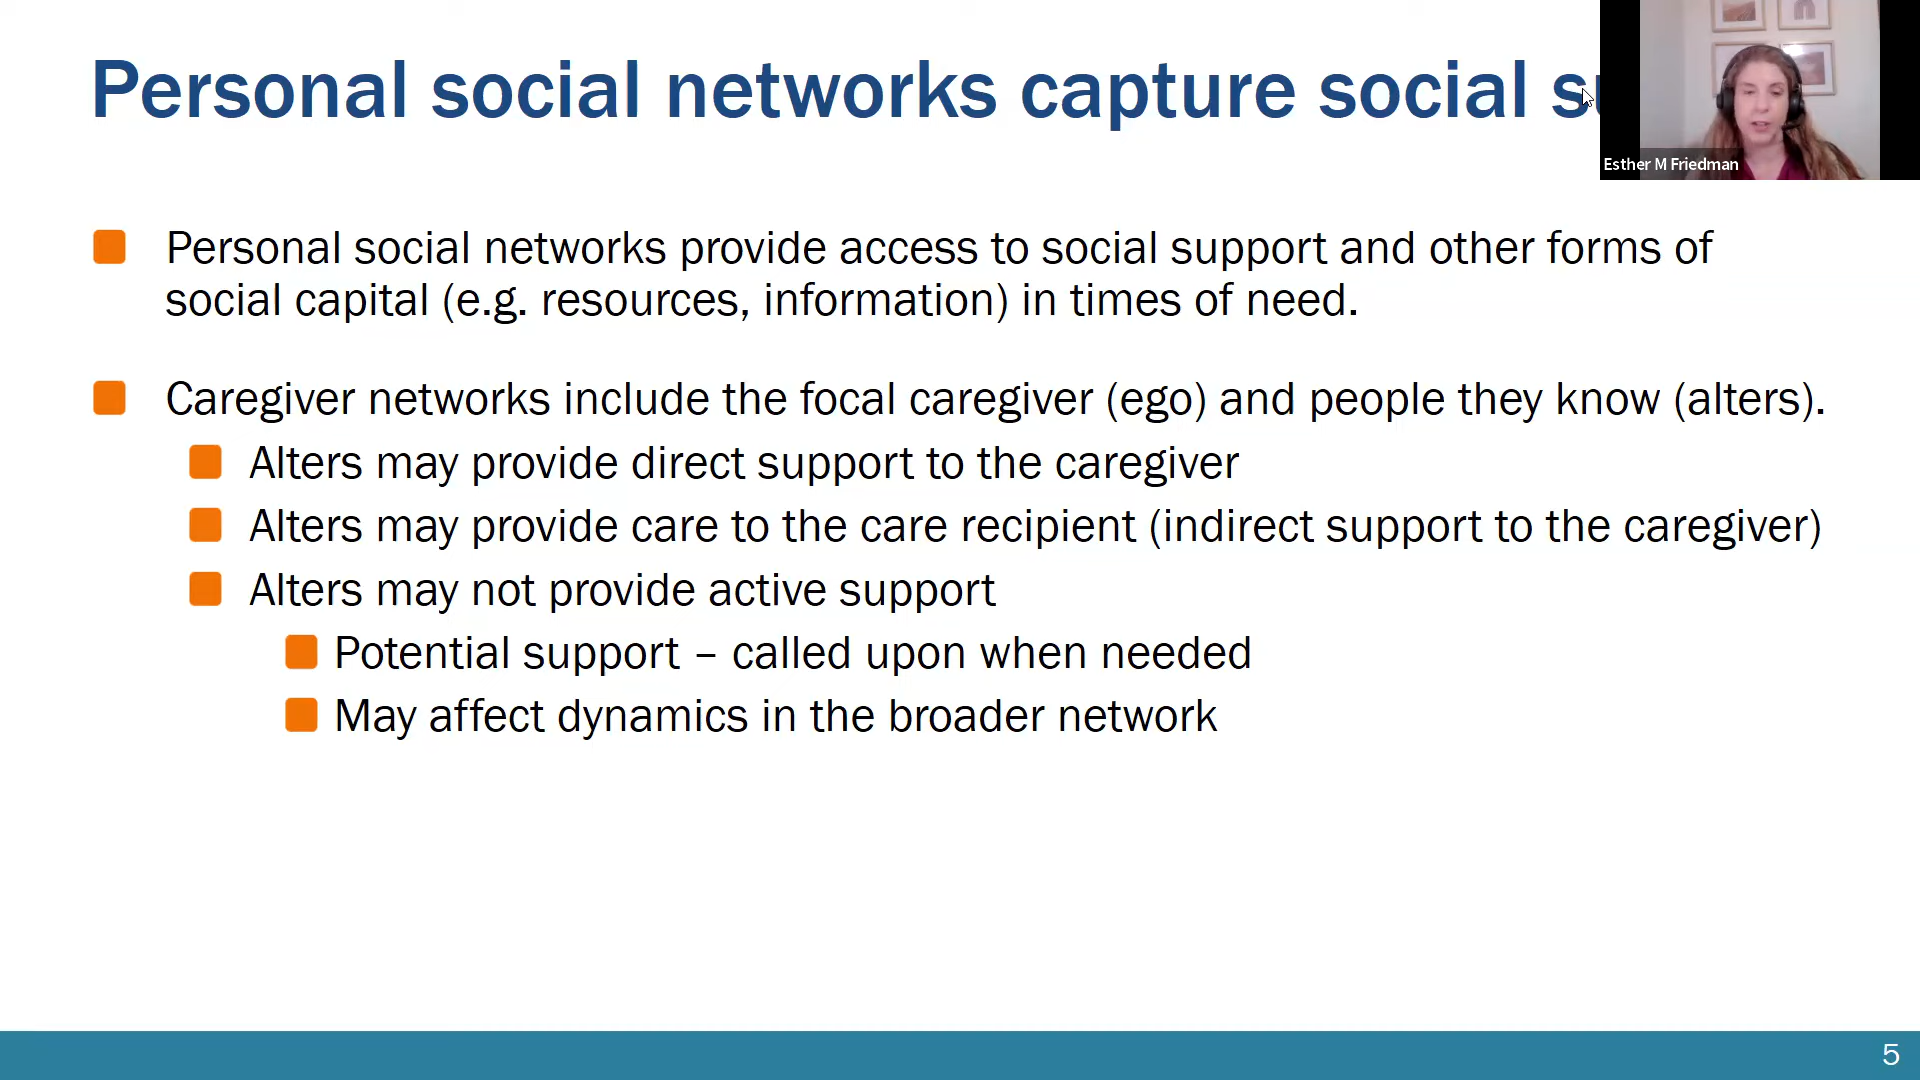 Personal social networks capture social
Esther M Friedman
Personal social networks provide access to social support and other forms of
social capital (e.g. resources, information) in times of need.
Caregiver networks include the focal caregiver (ego) and people they know (alters).
Alters may provide direct support to the caregiver
Alters may provide care to the care recipient (indirect support to the caregiver)
Alters may not provide active support
Potential support – called upon when needed
May affect dynamics in the broader network
5